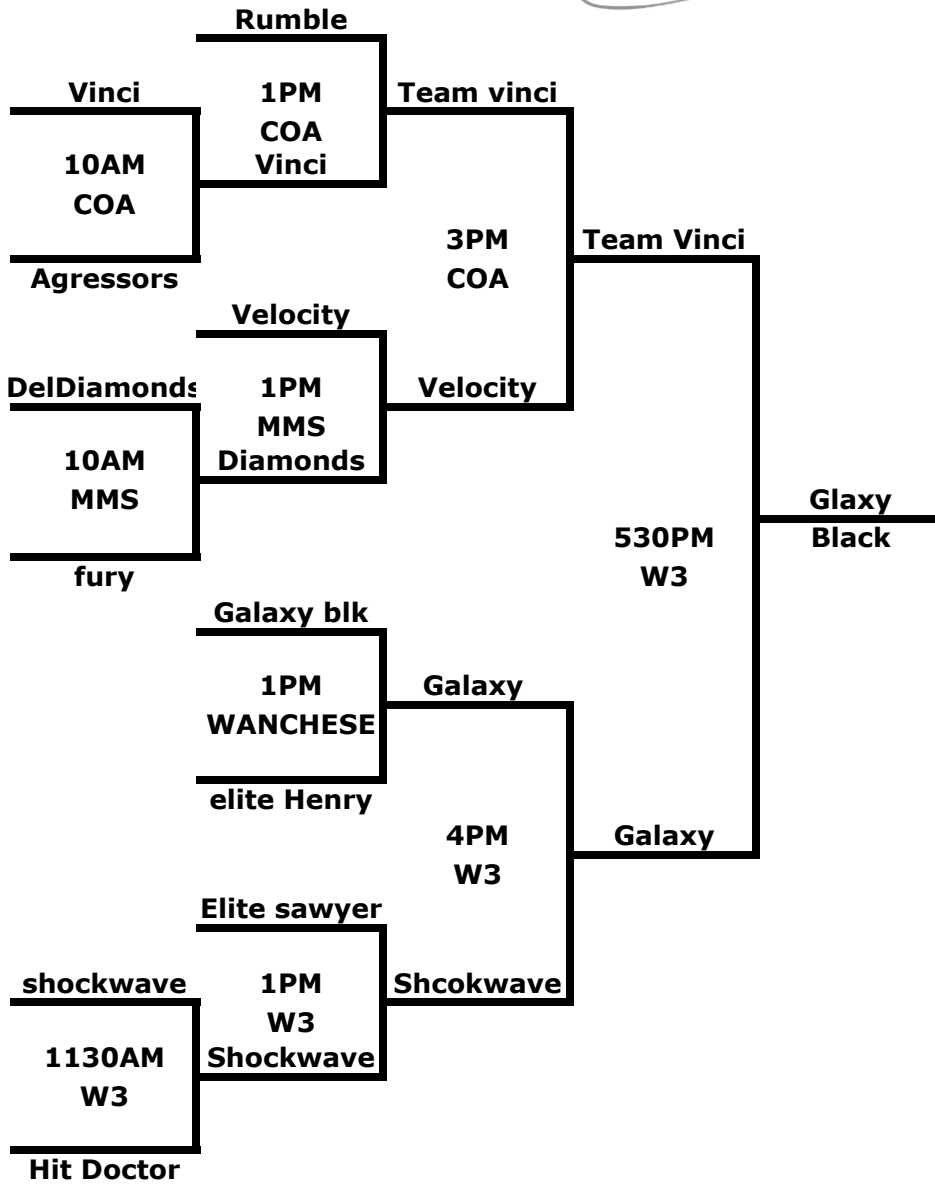 Rumble
Vinci
1PM
COA
Team vinci
10AM
COA
Vinci
Agressors
3PM
COA
Team Vinci
Velocity
DelDiamonds
1PM
MMS
Velocity
10AM
MMS
Diamonds
fury
530PM
W3
Glaxy
Black
Galaxy blk
1PM
WANCHESE
Galaxy
elite Henry
4PM
W3
Galaxy
Elite sawyer
shockwave
1PM
W3
Shcokwave
1130AM
W3
Shockwave
Hit Doctor